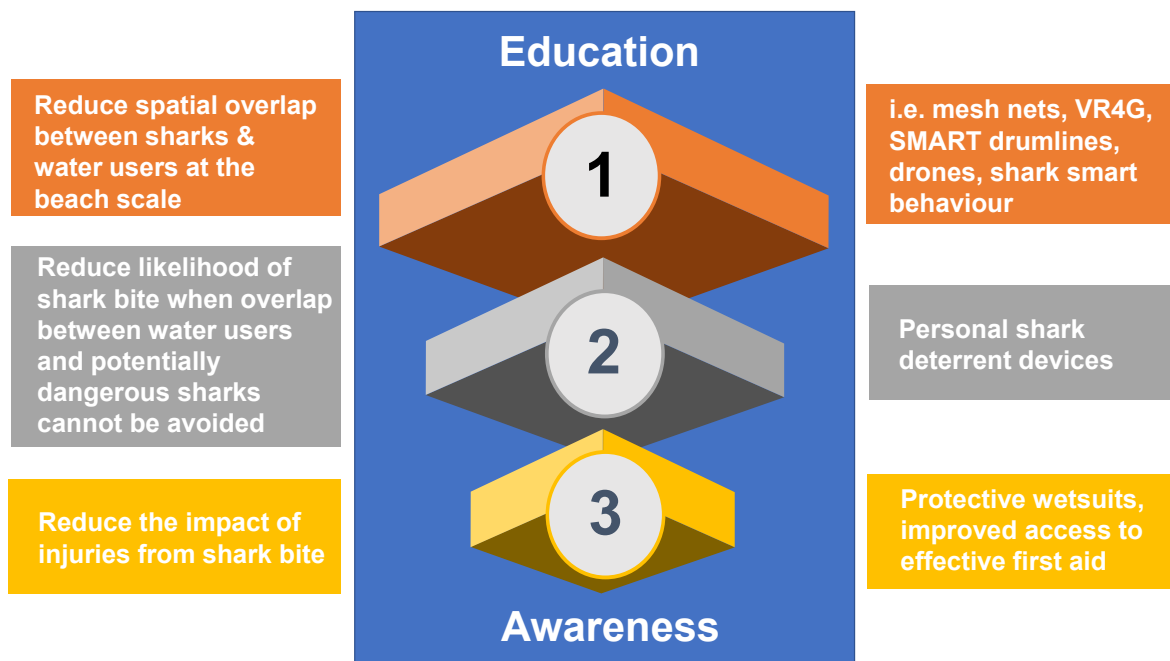 Education
Reduce spatial overlap
between sharks &
water users at the
beach scale
1
i.e. mesh nets, VR4G,
SMART drumlines,
drones, shark smart
behaviour
Reduce likelihood of
shark bite when overlap
between water users
and potentially
dangerous sharks
cannot be avoided
2
Personal shark
deterrent devices
Reduce the impact of
injuries from shark bite
3
Protective wetsuits,
improved access to
effective first aid
Awareness